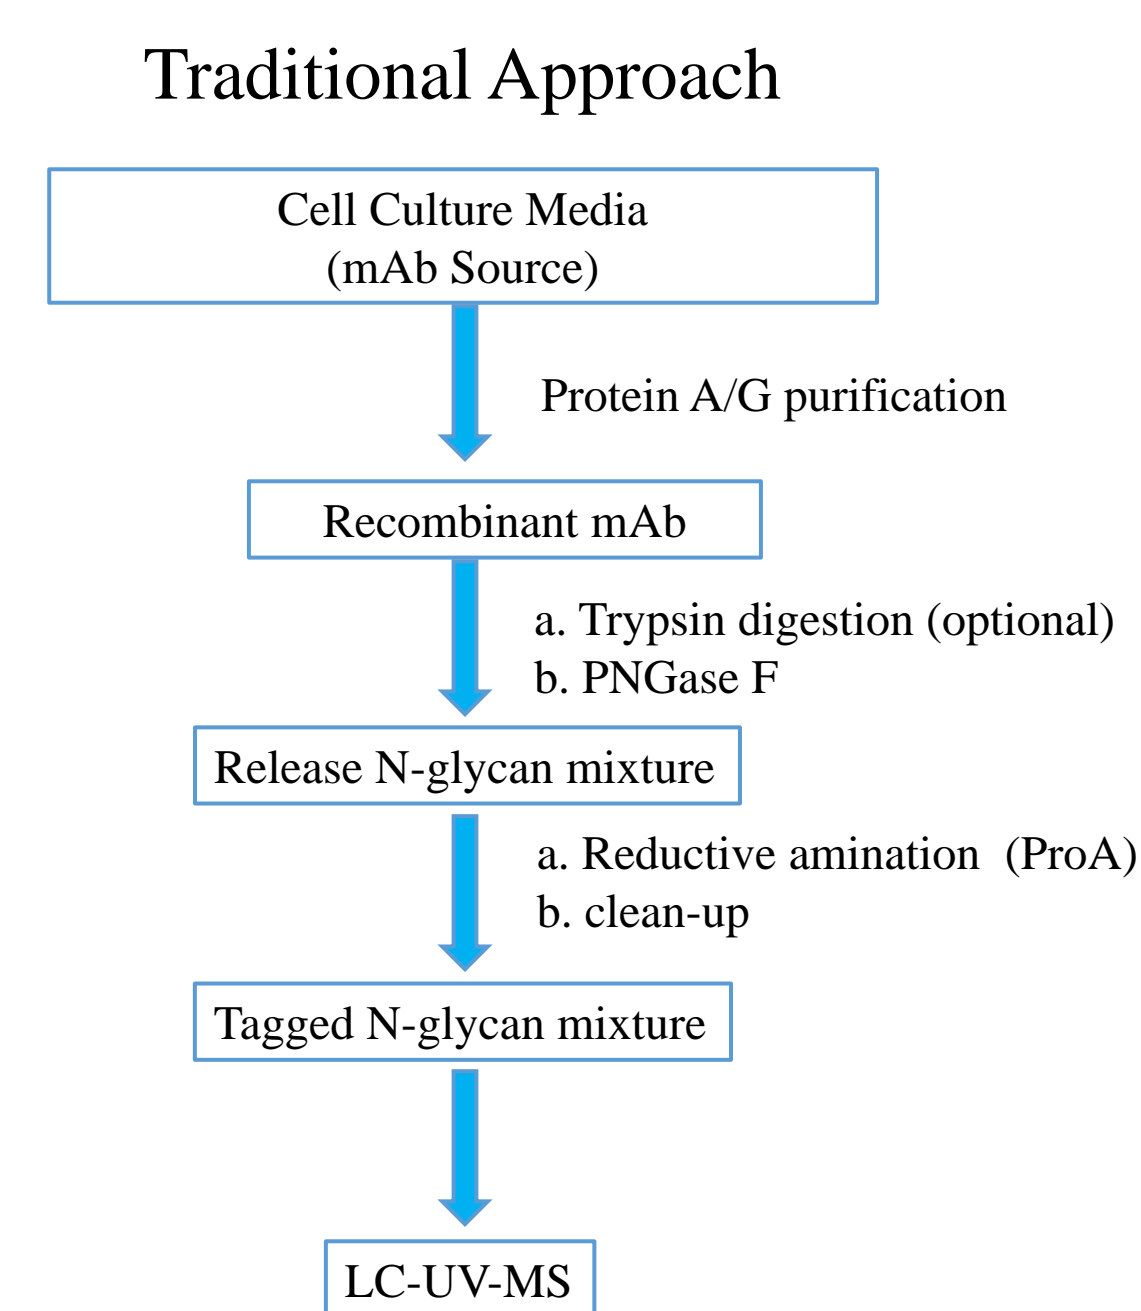 Traditional Approach
Cell Culture Media
(mAb Source)
Protein A/G purification
Recombinant mAb
a. Trypsin digestion (optional)
b. PNGase F
Release N-glycan mixture
a. Reductive amination  (ProA)
b. clean-up
Tagged N-glycan mixture
LC-UV-MS